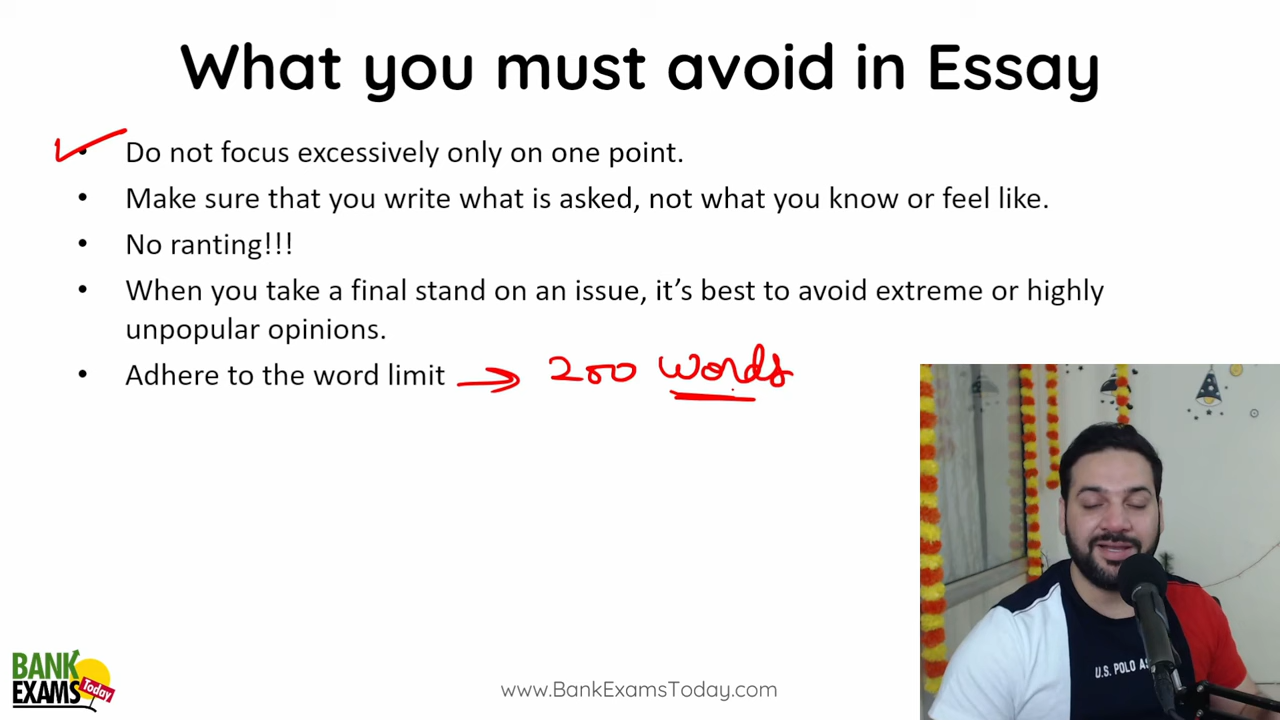 What you must avoid in Essay
• Do not focus excessively only on one point.
• Make sure that you write what is asked, not what you know or feel like.
• No ranting!!!
• When you take a final stand on an issue, it's best to avoid extreme or highly
unpopular opinions.
• Adhere to the word limit → 200 words
U.S. POLO AS
BANK
EXAMS
Today
www.BankExamsToday.com